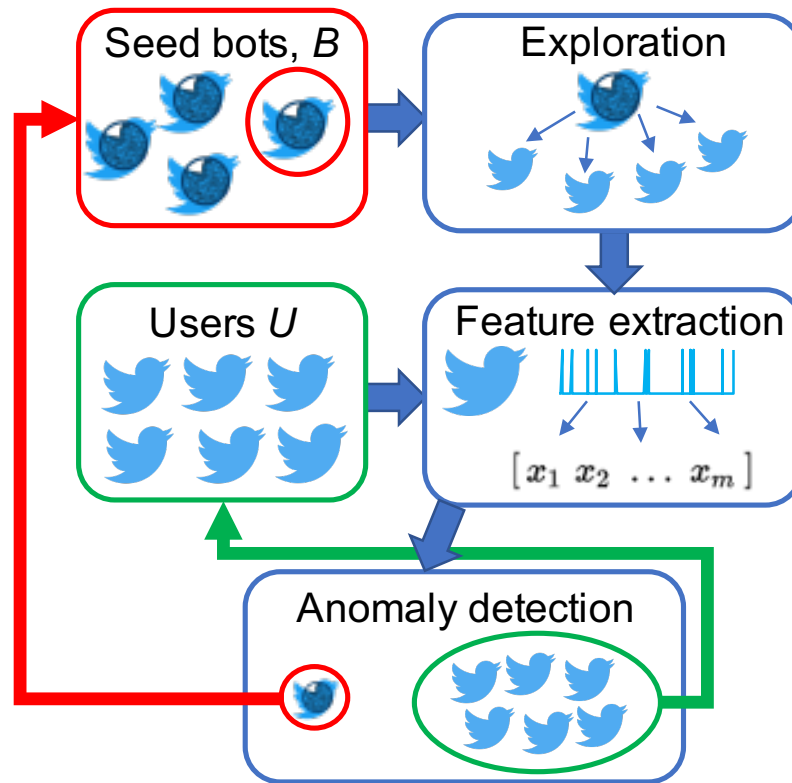 Seed bots, B
Exploration
Users U
Feature extraction
[ x₁ x₂ … xₘ ]
Anomaly detection